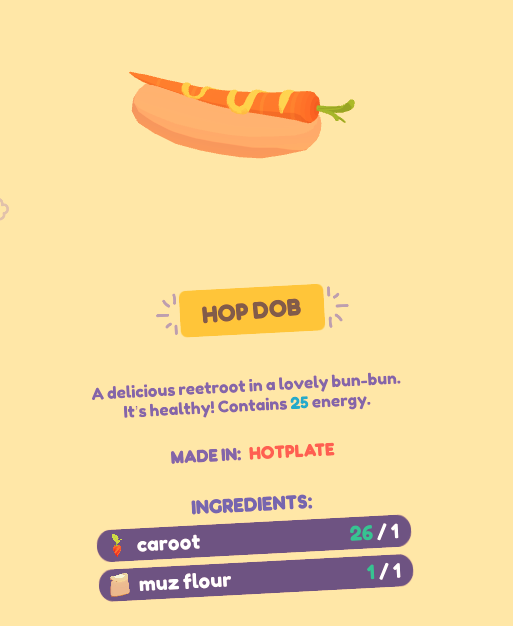 HOP DOB
A delicious reetroot in a lovely bun-bun.
It's healthy! Contains 25 energy.
MADE IN: HOTPLATE
INGREDIENTS:
caroot 26 / 1
muz flour 1 / 1